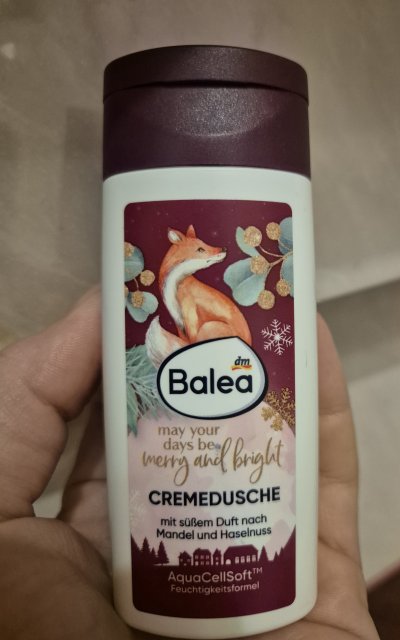 dm
Balea
may your
days be
merry and bright
CREMEDUSCHE
mit süßem Duft nach
Mandel und Haselnuss
AquaCellSoft™
Feuchtigkeitsformel